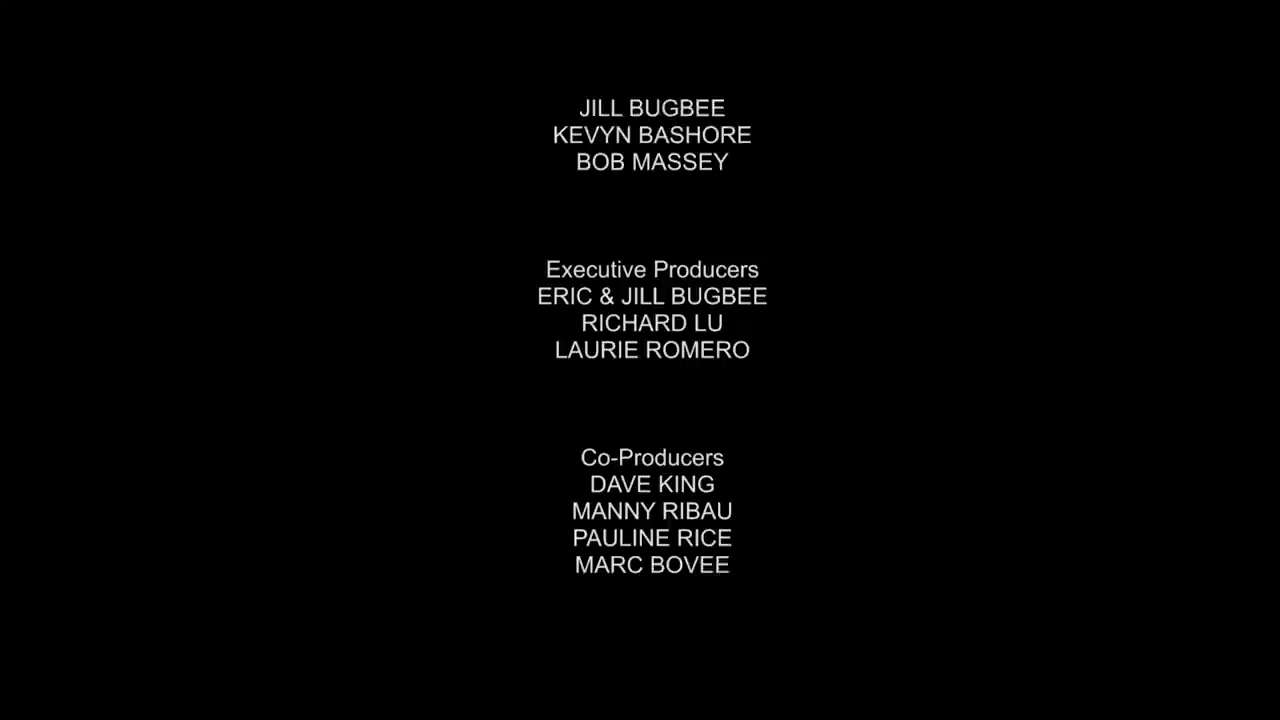 JILL BUGBEE
KEVYN BASHORE
BOB MASSEY
Executive Producers
ERIC & JILL BUGBEE
RICHARD LU
LAURIE ROMERO
Co-Producers
DAVE KING
MANNY RIBAU
PAULINE RICE
MARC BOVEE